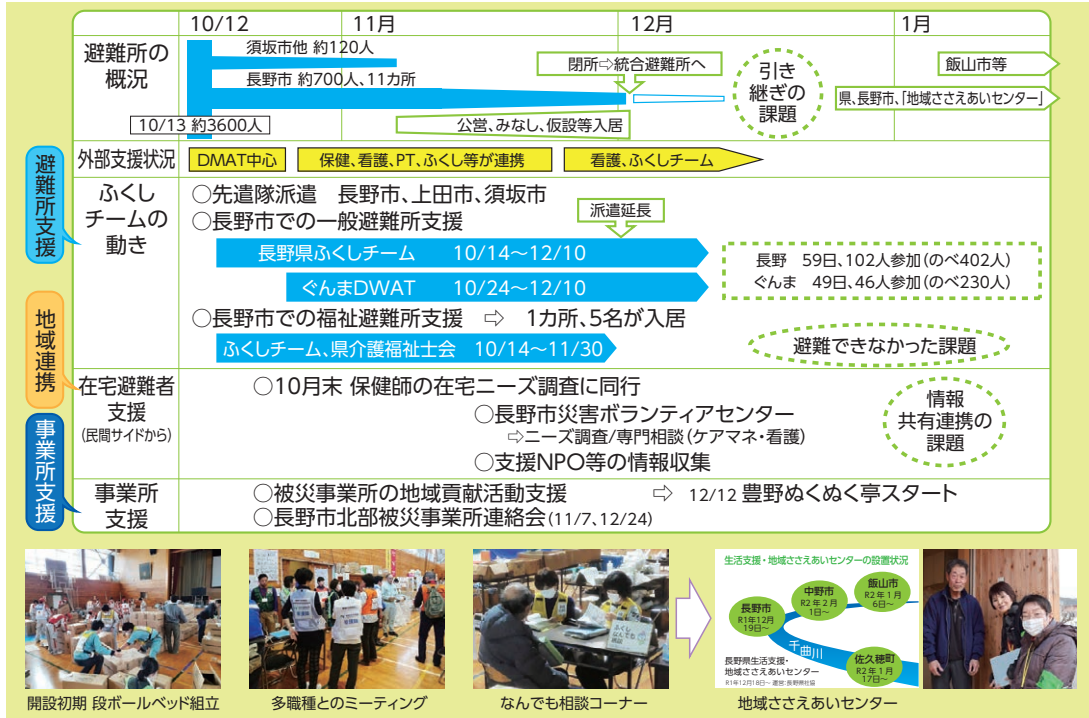 10/12
11月
12月
1月
避難所の
概況
須坂市他 約120人
長野市 約700人、11カ所
10/13 約3600人
閉所⇨統合避難所へ
公営、みなし、仮設等入居
引き
継ぎの
課題
飯山市等
県、長野市、「地域ささえあいセンター」
避難所支援
地域連携
事業所支援
外部支援状況
DMAT中心
保健、看護、PT、ふくし等が連携
看護、ふくしチーム
ふくし
チームの
動き
○先遣隊派遣 長野市、上田市、須坂市
○長野市での一般避難所支援
派遣延長
長野県ふくしチーム 10/14～12/10
ぐんまDWAT 10/24～12/10
長野 59日、102人参加(のべ402人)
ぐんま 49日、46人参加(のべ230人)
○長野市での福祉避難所支援 ⇨ 1カ所、5名が入居
ふくしチーム、県介護福祉士会 10/14～11/30
避難できなかった課題
在宅避難者
支援
(民間サイドから)
○10月末 保健師の在宅ニーズ調査に同行
○長野市災害ボランティアセンター
⇨ニーズ調査/専門相談(ケアマネ・看護)
○支援NPO等の情報収集
情報
共有連携の
課題
事業所
支援
○被災事業所の地域貢献活動支援 ⇨ 12/12 豊野ぬくぬく亭スタート
○長野市北部被災事業所連絡会(11/7、12/24)
ふくし
なんでも
相談
生活支援・地域ささえあいセンターの設置状況
長野市
R1年12月
19日～
中野市
R2年2月
1日～
飯山市
R2年1月
6日～
千曲川
佐久穂町
R2年1月
17日～
長野県生活支援・
地域ささえあいセンター
R1年12月18日～ 運営:長野県社協
開設初期 段ボールベッド組立
多職種とのミーティング
なんでも相談コーナー
地域ささえあいセンター